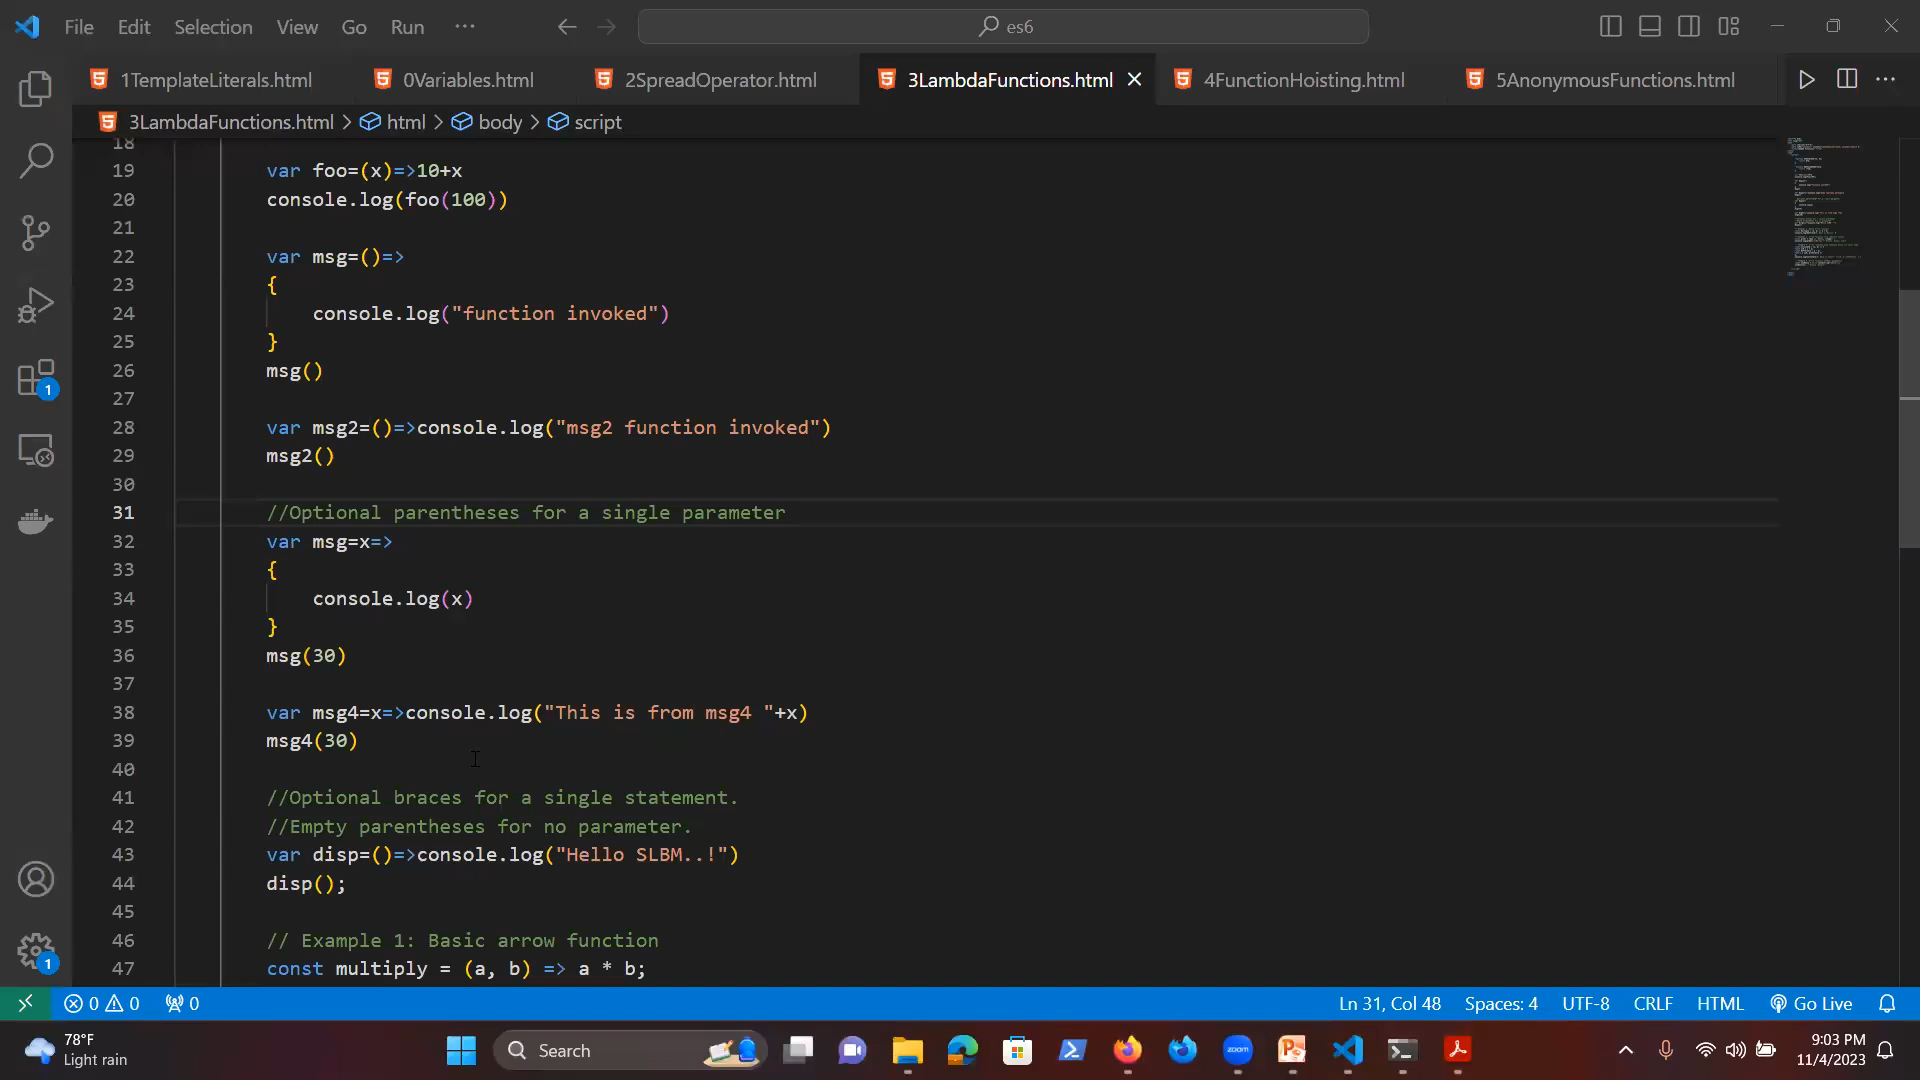 File Edit Selection View Go Run ··· es6
1TemplateLiterals.html 0Variables.html 2SpreadOperator.html 3LambdaFunctions.html 4FunctionHoisting.html 5AnonymousFunctions.html
3LambdaFunctions.html > html > body > script
18
19 var foo=(x)=>10+x
20 console.log(foo(100))
21
22 var msg=()=>
23 {
24 console.log("function invoked")
25 }
26 msg()
27
28 var msg2=()=>console.log("msg2 function invoked")
29 msg2()
30
31 //Optional parentheses for a single parameter
32 var msg=x=>
33 {
34 console.log(x)
35 }
36 msg(30)
37
38 var msg4=x=>console.log("This is from msg4 "+x)
39 msg4(30)
40
41 //Optional braces for a single statement.
42 //Empty parentheses for no parameter.
43 var disp=()=>console.log("Hello SLBM..!")
44 disp();
45
46 // Example 1: Basic arrow function
47 const multiply = (a, b) => a * b;
1
1
0 0 0 Ln 31, Col 48 Spaces: 4 UTF-8 CRLF HTML Go Live
78°F
Light rain
Search
zoom
9:03 PM
11/4/2023